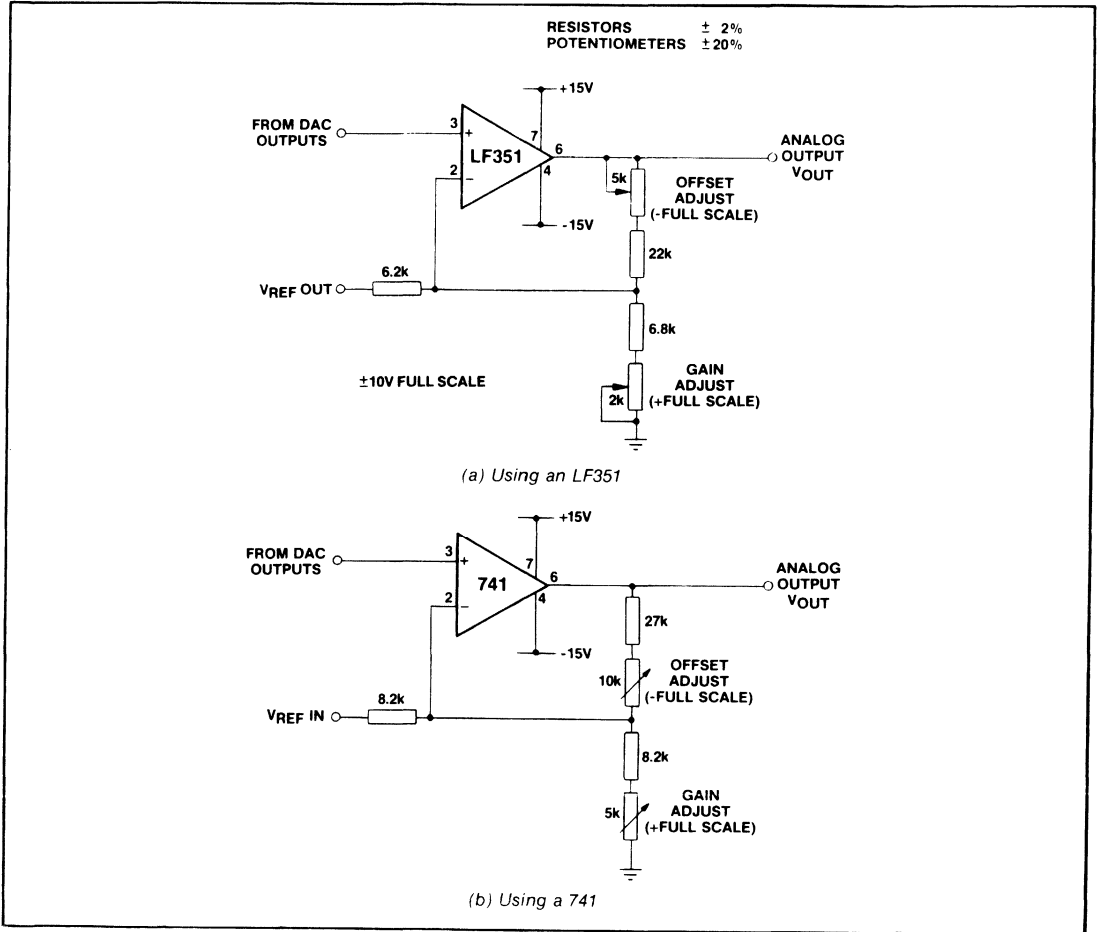 RESISTORS ± 2%
POTENTIOMETERS ±20%
+15V
FROM DAC
OUTPUTS
3
+
7
LF351
6
2
−
4
-15V
ANALOG
OUTPUT
VOUT
5k
OFFSET
ADJUST
(-FULL SCALE)
22k
6.2k
VREF OUT
6.8k
±10V FULL SCALE
GAIN
ADJUST
(+FULL SCALE)
2k
(a) Using an LF351
+15V
FROM DAC
OUTPUTS
3
+
7
741
6
2
−
4
-15V
ANALOG
OUTPUT
VOUT
27k
10k
OFFSET
ADJUST
(-FULL SCALE)
8.2k
VREF IN
8.2k
5k
GAIN
ADJUST
(+FULL SCALE)
(b) Using a 741